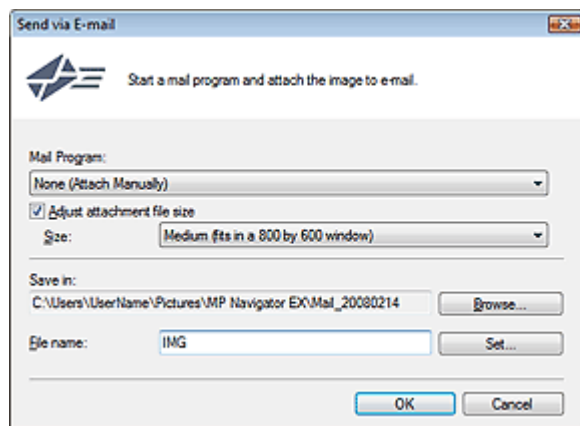 Send via E-mail
Start a mail program and attach the image to e-mail.
Mail Program:
None (Attach Manually)
Adjust attachment file size
Size: Medium (fits in a 800 by 600 window)
Save in:
C:\Users\UserName\Pictures\MP Navigator EX\Mail_20080214 Browse...
File name: IMG Set...
OK Cancel